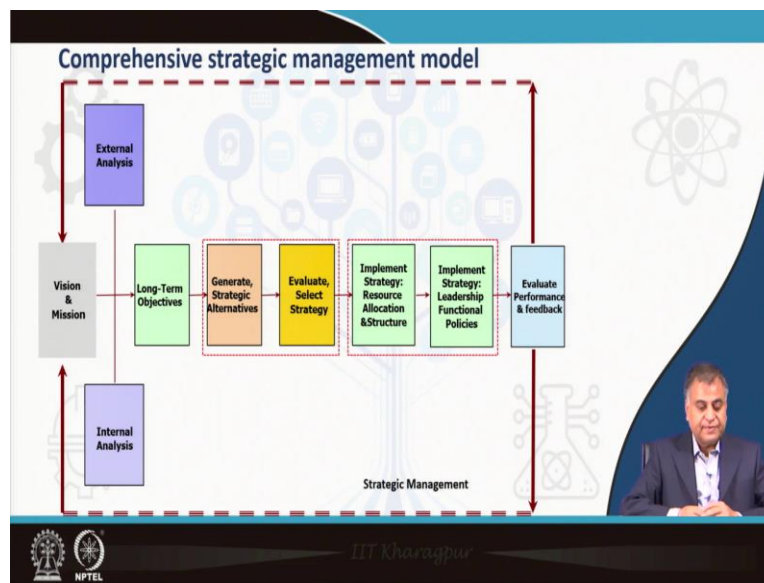 Comprehensive strategic management model
External
Analysis
Vision
&
Mission
Long-Term
Objectives
Generate,
Strategic
Alternatives
Evaluate,
Select
Strategy
Implement
Strategy:
Resource
Allocation
&Structure
Implement
Strategy:
Leadership
Functional
Policies
Evaluate
Performance
& feedback
Internal
Analysis
Strategic Management
NPTEL
IIT Kharagpur